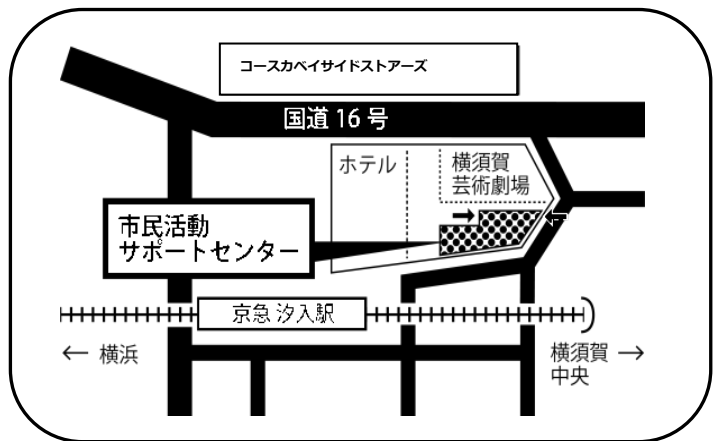 コースカベイサイドストアーズ
国道 16 号
ホテル
横須賀
芸術劇場
市民活動
サポートセンター
京急 汐入駅
← 横浜
横須賀 →
中央